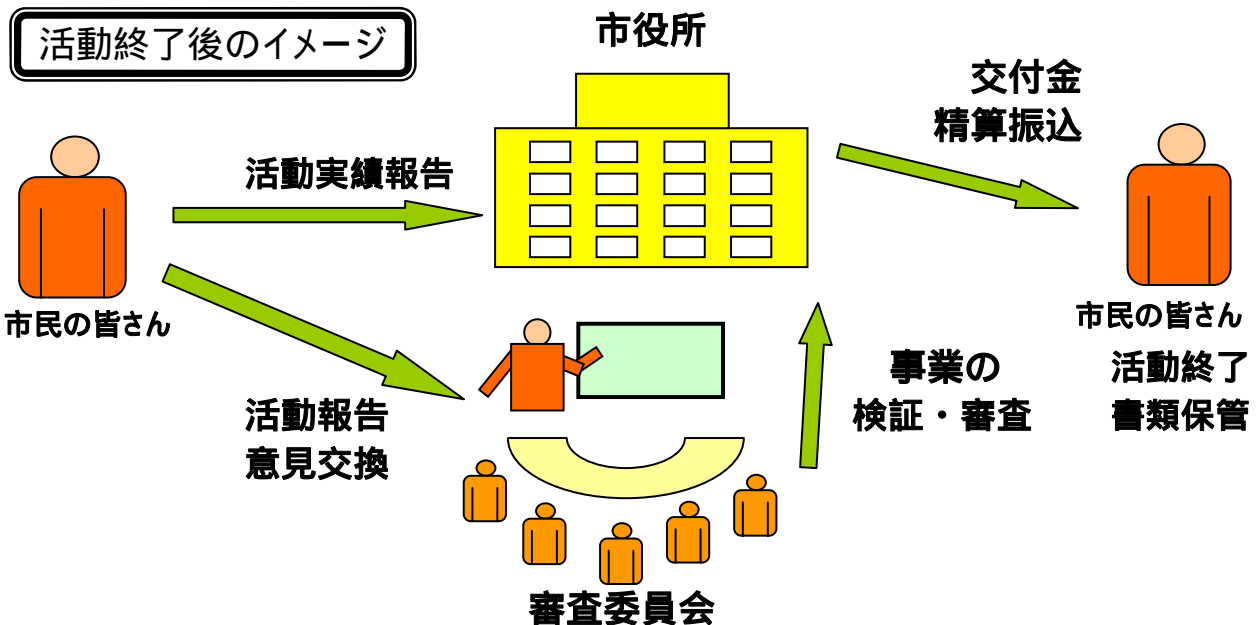 活動終了後のイメージ
市役所
交付金
精算振込
活動実績報告
市民の皆さん
市民の皆さん
活動終了
書類保管
事業の
検証・審査
活動報告
意見交換
審査委員会